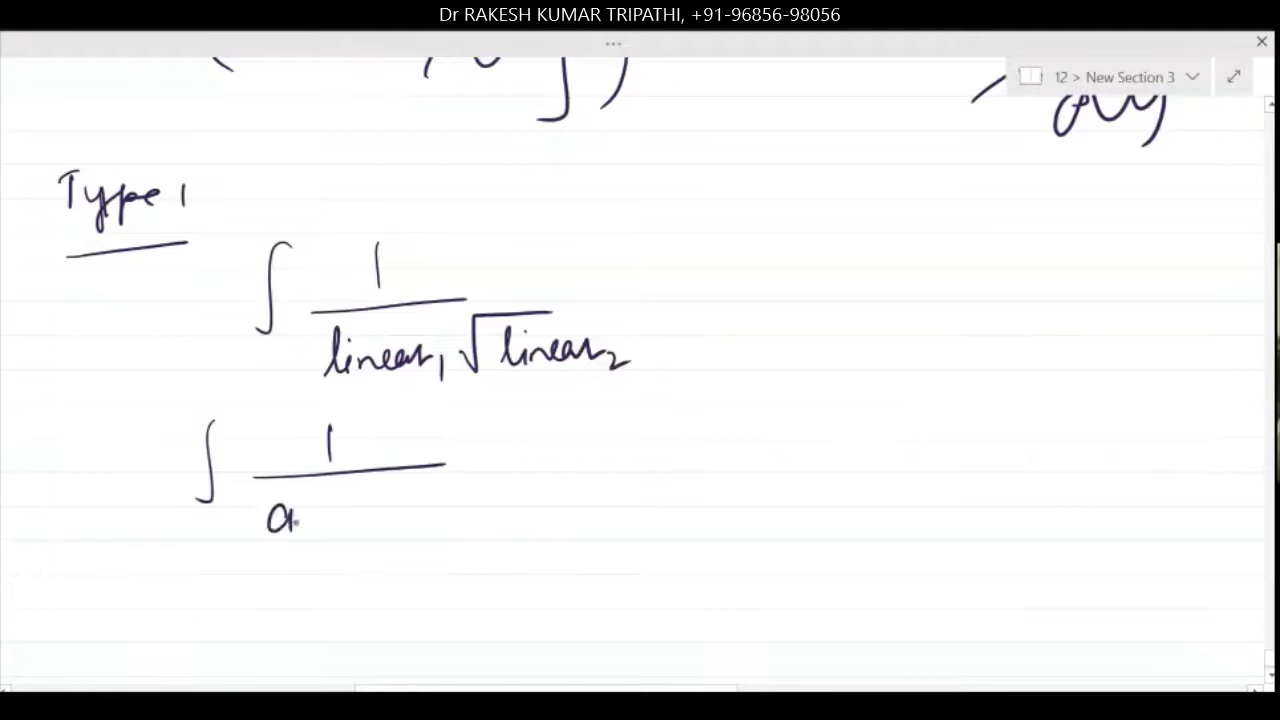 Dr RAKESH KUMAR TRIPATHI, +91-96856-98056
12 > New Section 3
Type 1
∫ 1 / linear₁ √linear₂
∫ 1 / a